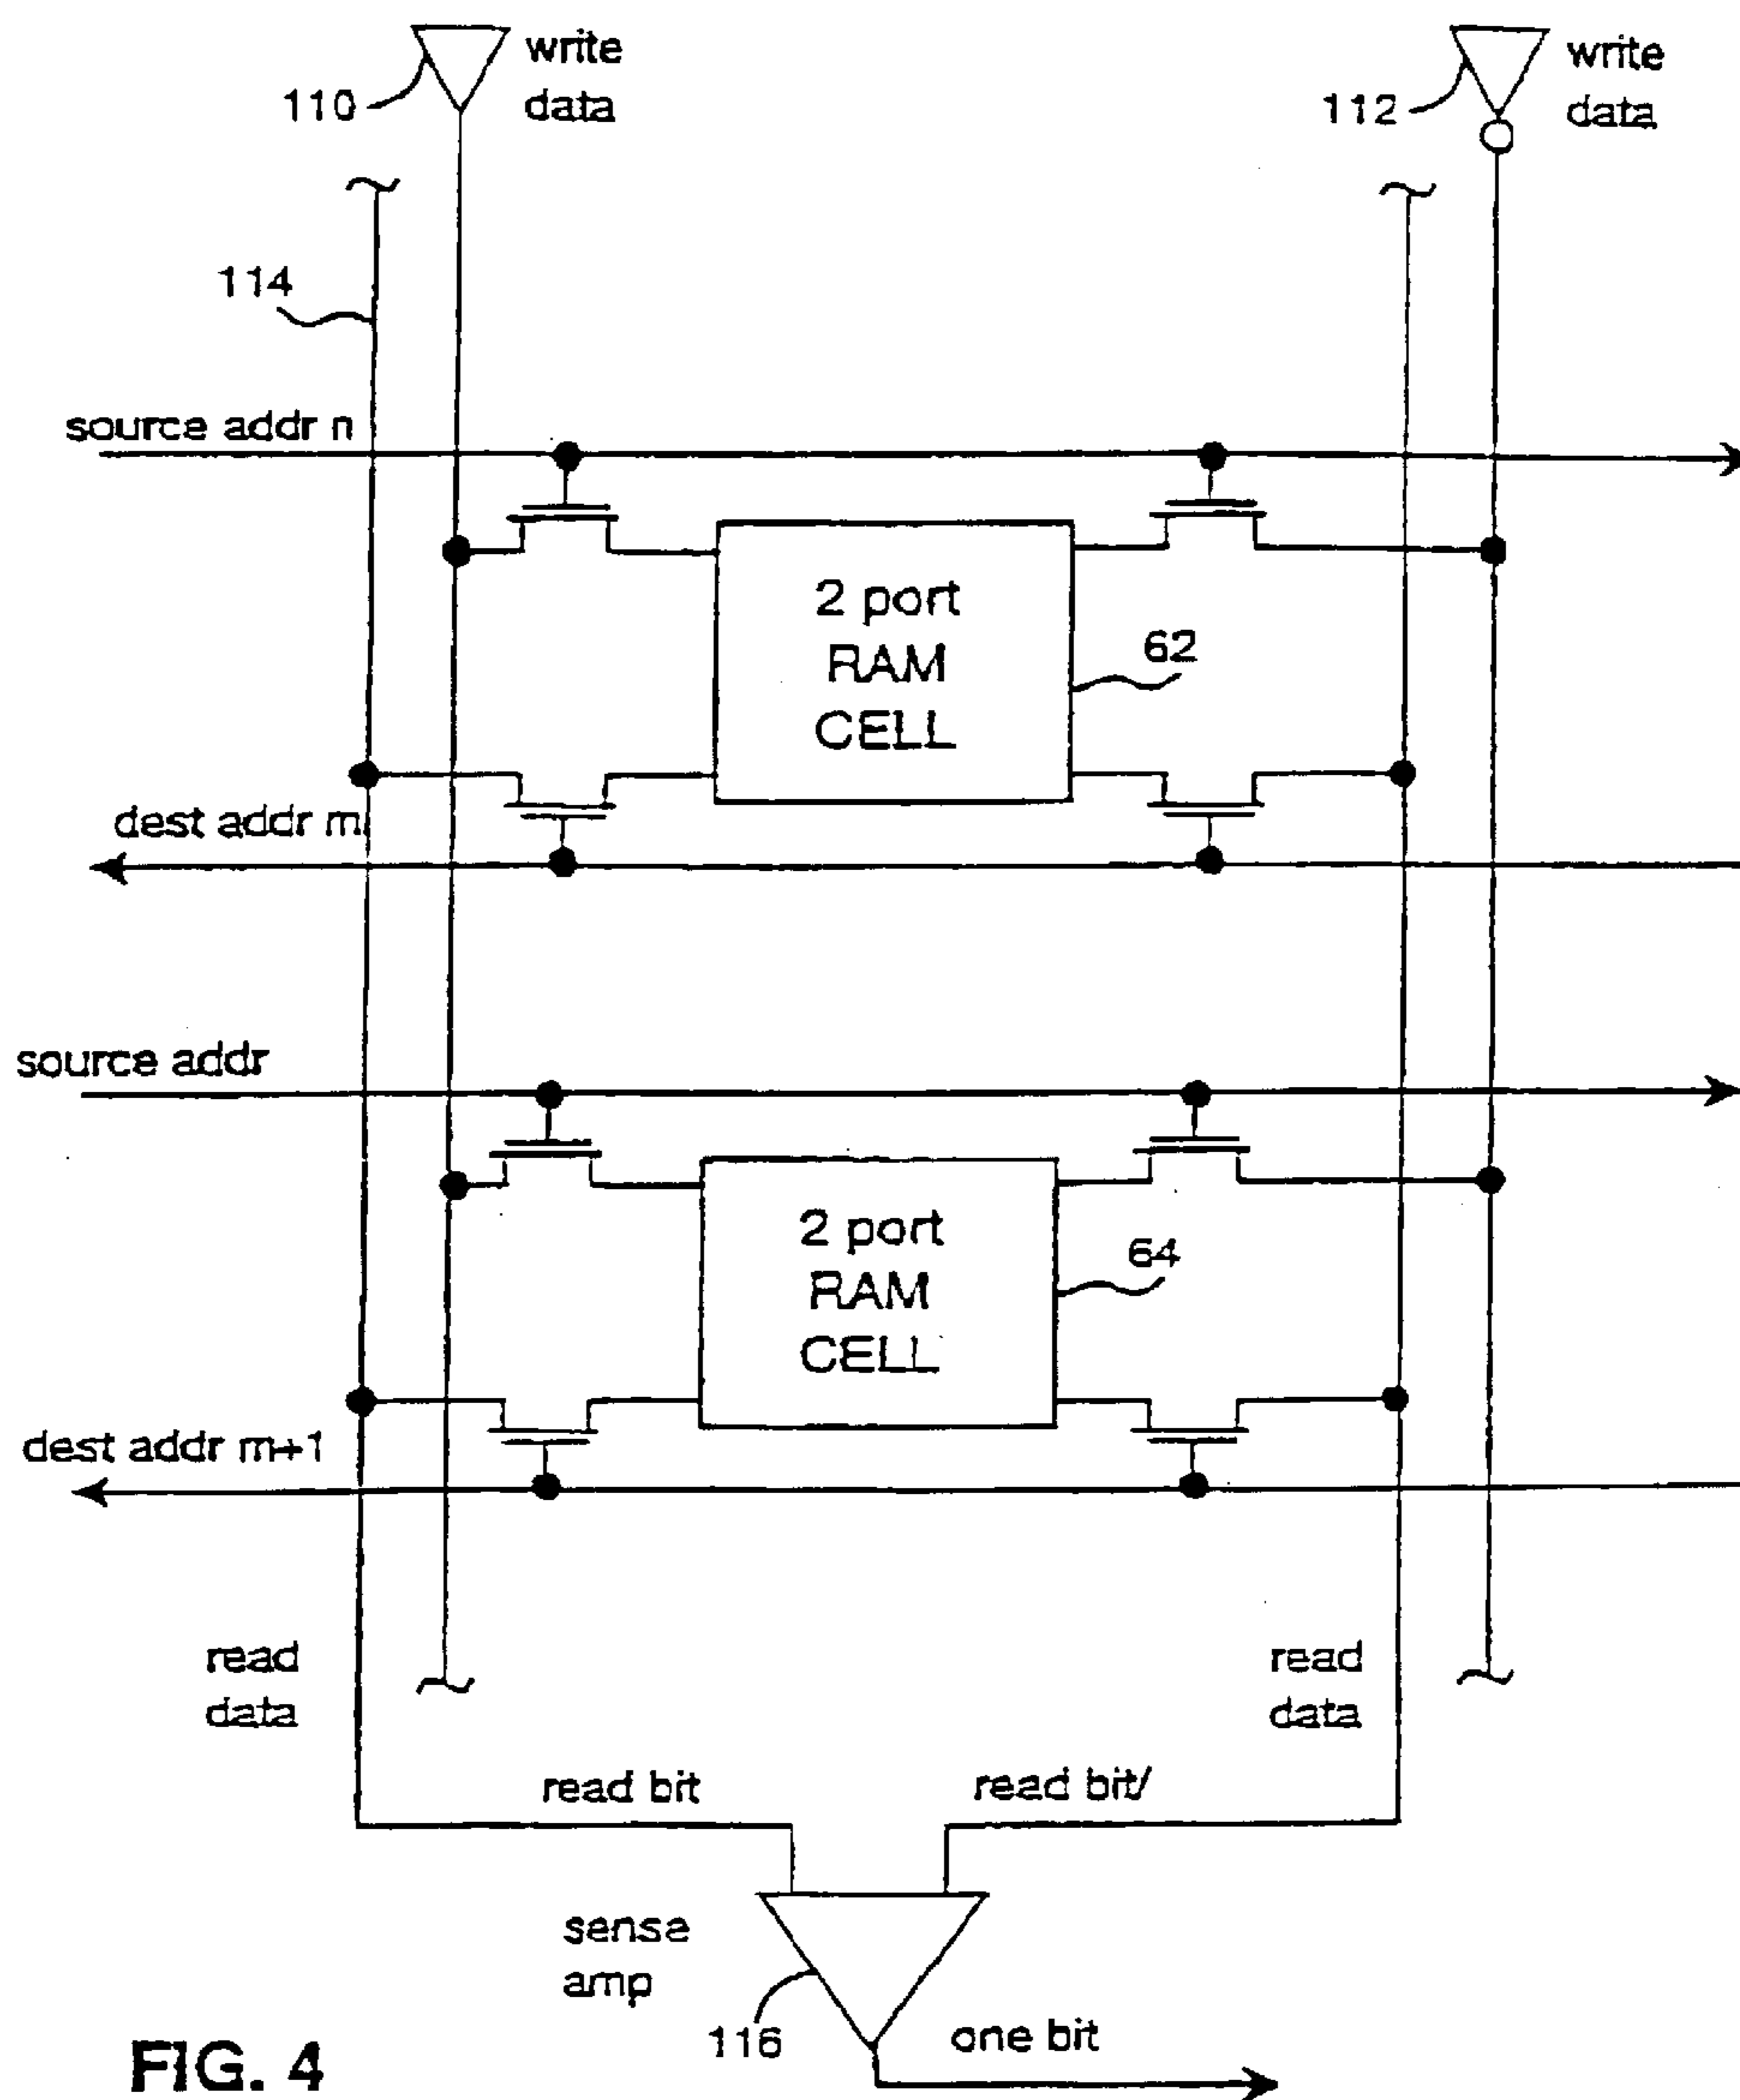 write
data
110
write
data
112
114
source addr n
2 port
RAM
CELL
62
dest addr m
source addr
2 port
RAM
CELL
64
dest addr m+1
read
data
read
data
read bit
read bit/
sense
amp
116
one bit
FIG. 4